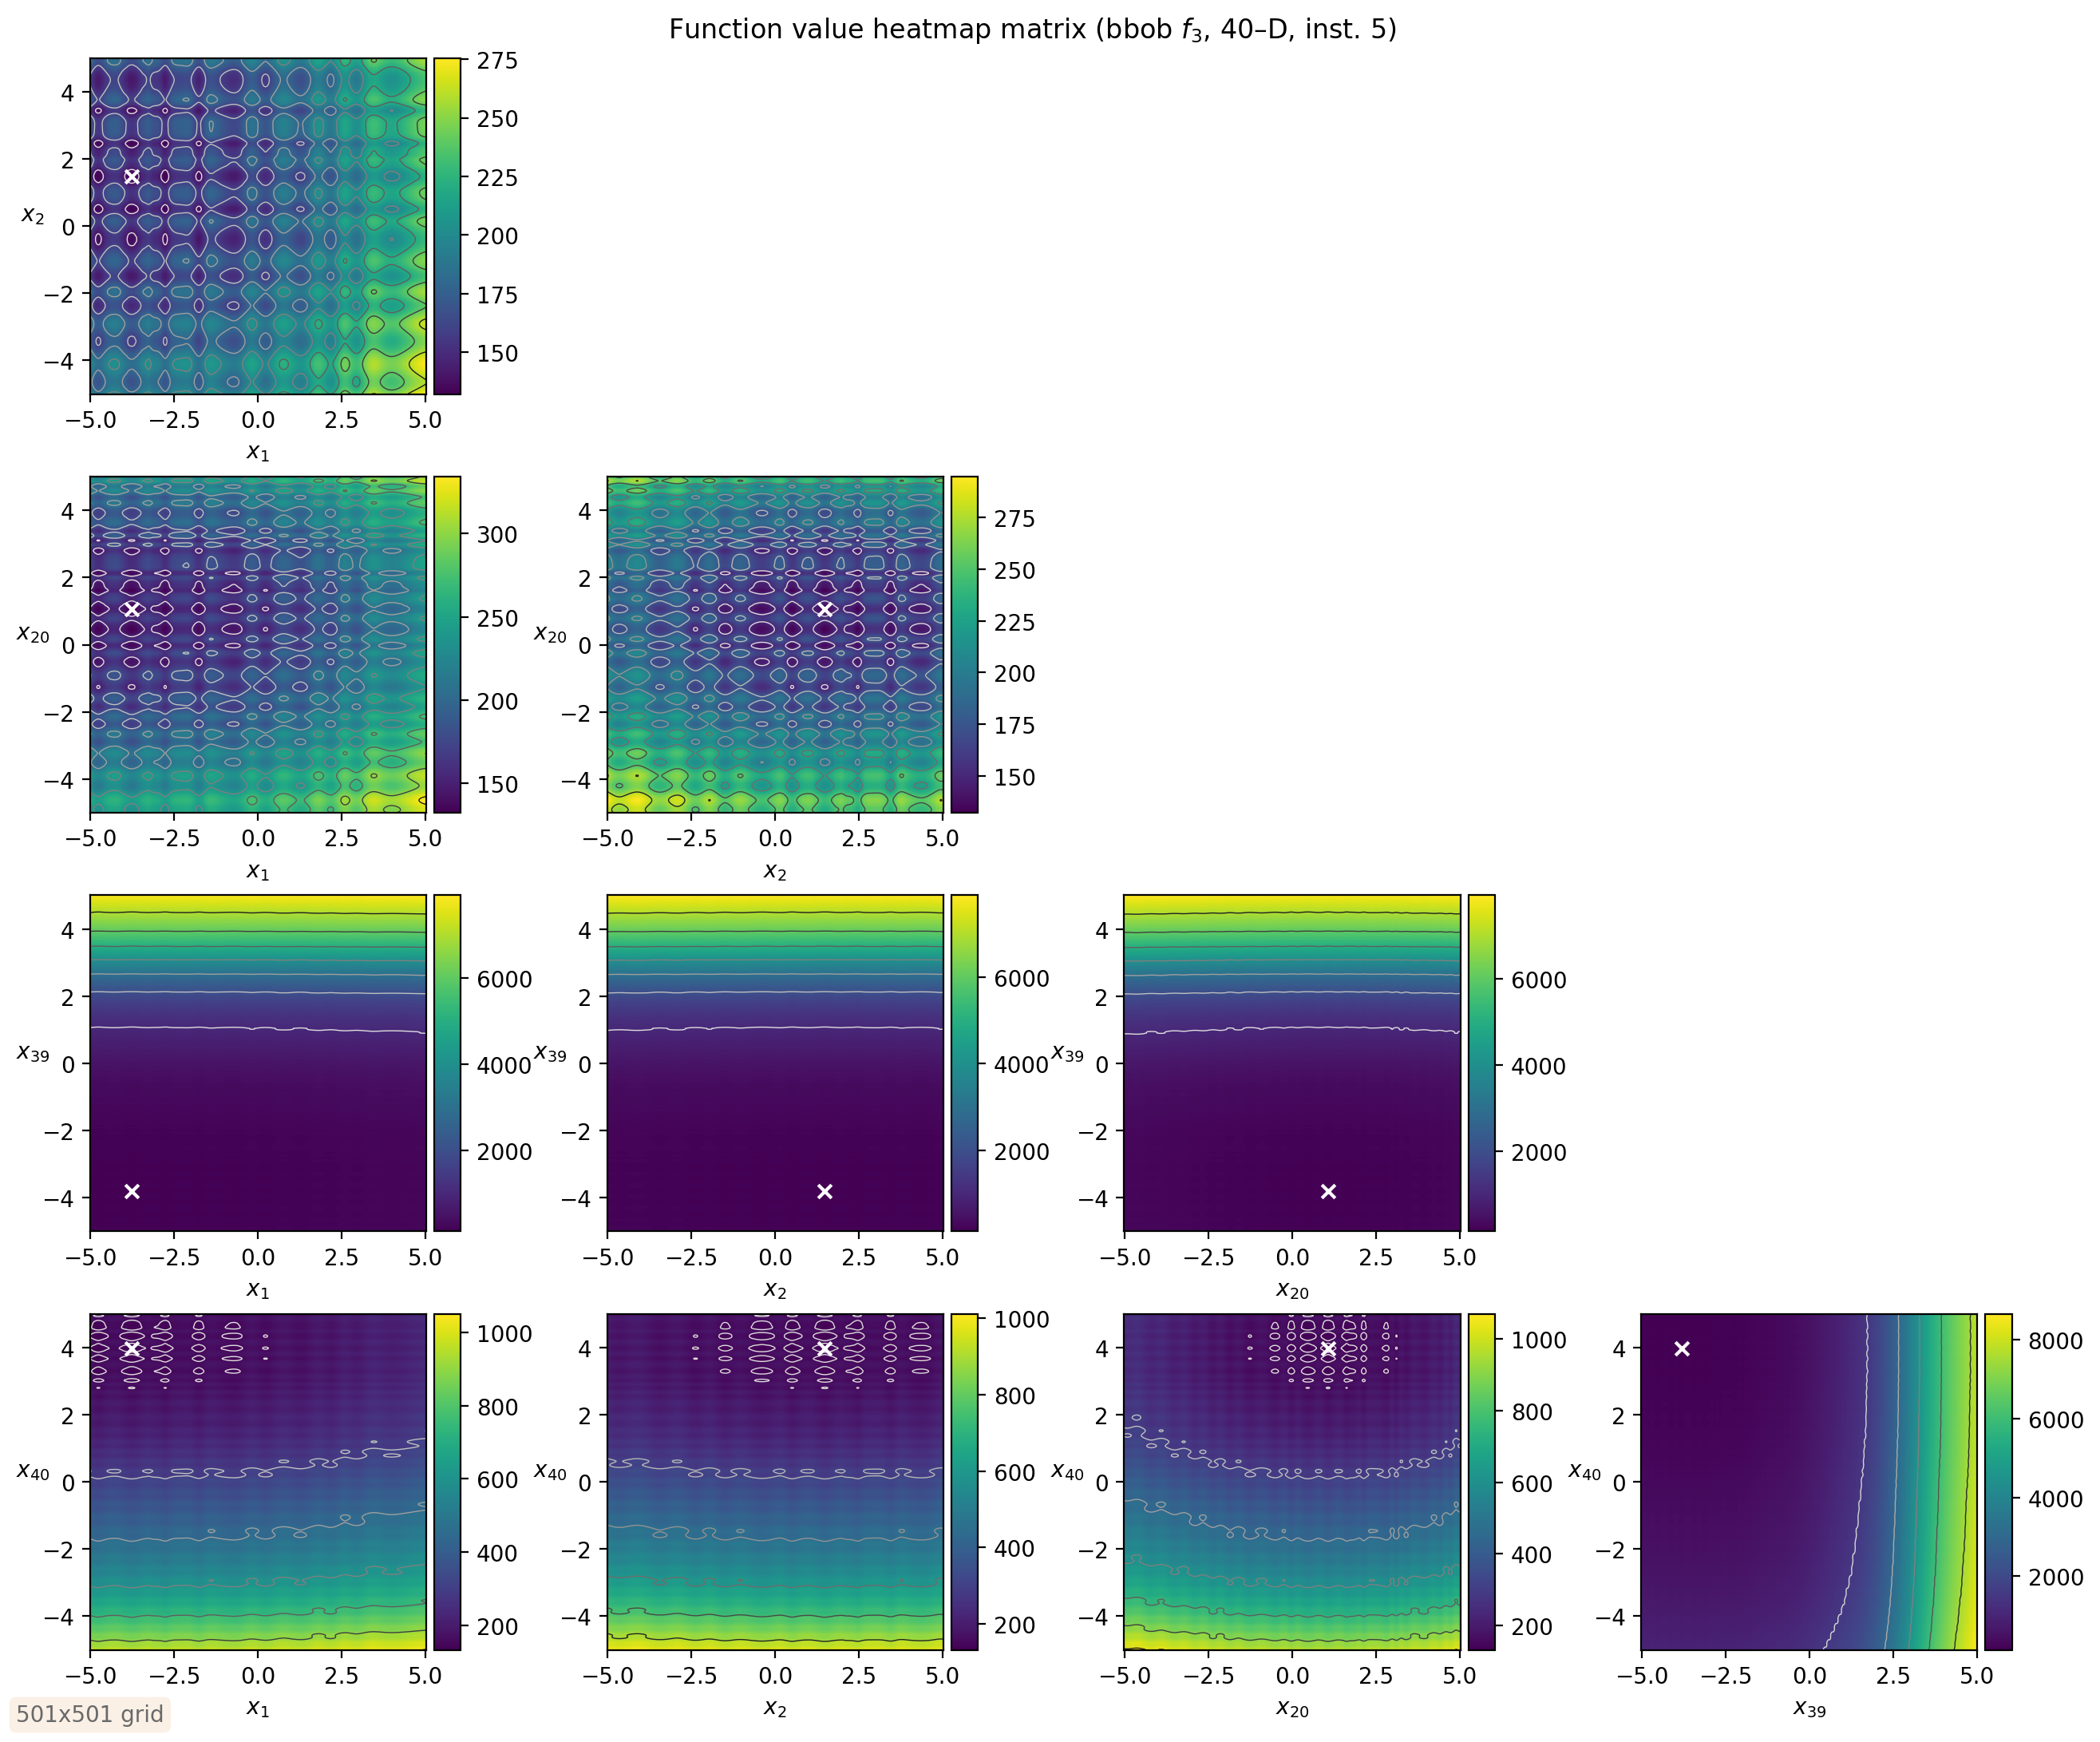 Function value heatmap matrix (bbob f₃, 40–D, inst. 5)
275
250
225
200
175
150
4
2
0
−2
−4
x₂
−5.0 −2.5 0.0 2.5 5.0
x₁
300
250
200
150
4
2
0
−2
−4
x₂₀
−5.0 −2.5 0.0 2.5 5.0
x₁
275
250
225
200
175
150
4
2
0
−2
−4
x₂₀
−5.0 −2.5 0.0 2.5 5.0
x₂
6000
4000
2000
4
2
0
−2
−4
x₃₉
−5.0 −2.5 0.0 2.5 5.0
x₁
6000
4000
2000
4
2
0
−2
−4
x₃₉
−5.0 −2.5 0.0 2.5 5.0
x₂
6000
4000
2000
4
2
0
−2
−4
x₃₉
−5.0 −2.5 0.0 2.5 5.0
x₂₀
1000
800
600
400
200
4
2
0
−2
−4
x₄₀
−5.0 −2.5 0.0 2.5 5.0
x₁
1000
800
600
400
200
4
2
0
−2
−4
x₄₀
−5.0 −2.5 0.0 2.5 5.0
x₂
1000
800
600
400
200
4
2
0
−2
−4
x₄₀
−5.0 −2.5 0.0 2.5 5.0
x₂₀
8000
6000
4000
2000
4
2
0
−2
−4
x₄₀
−5.0 −2.5 0.0 2.5 5.0
x₃₉
501x501 grid